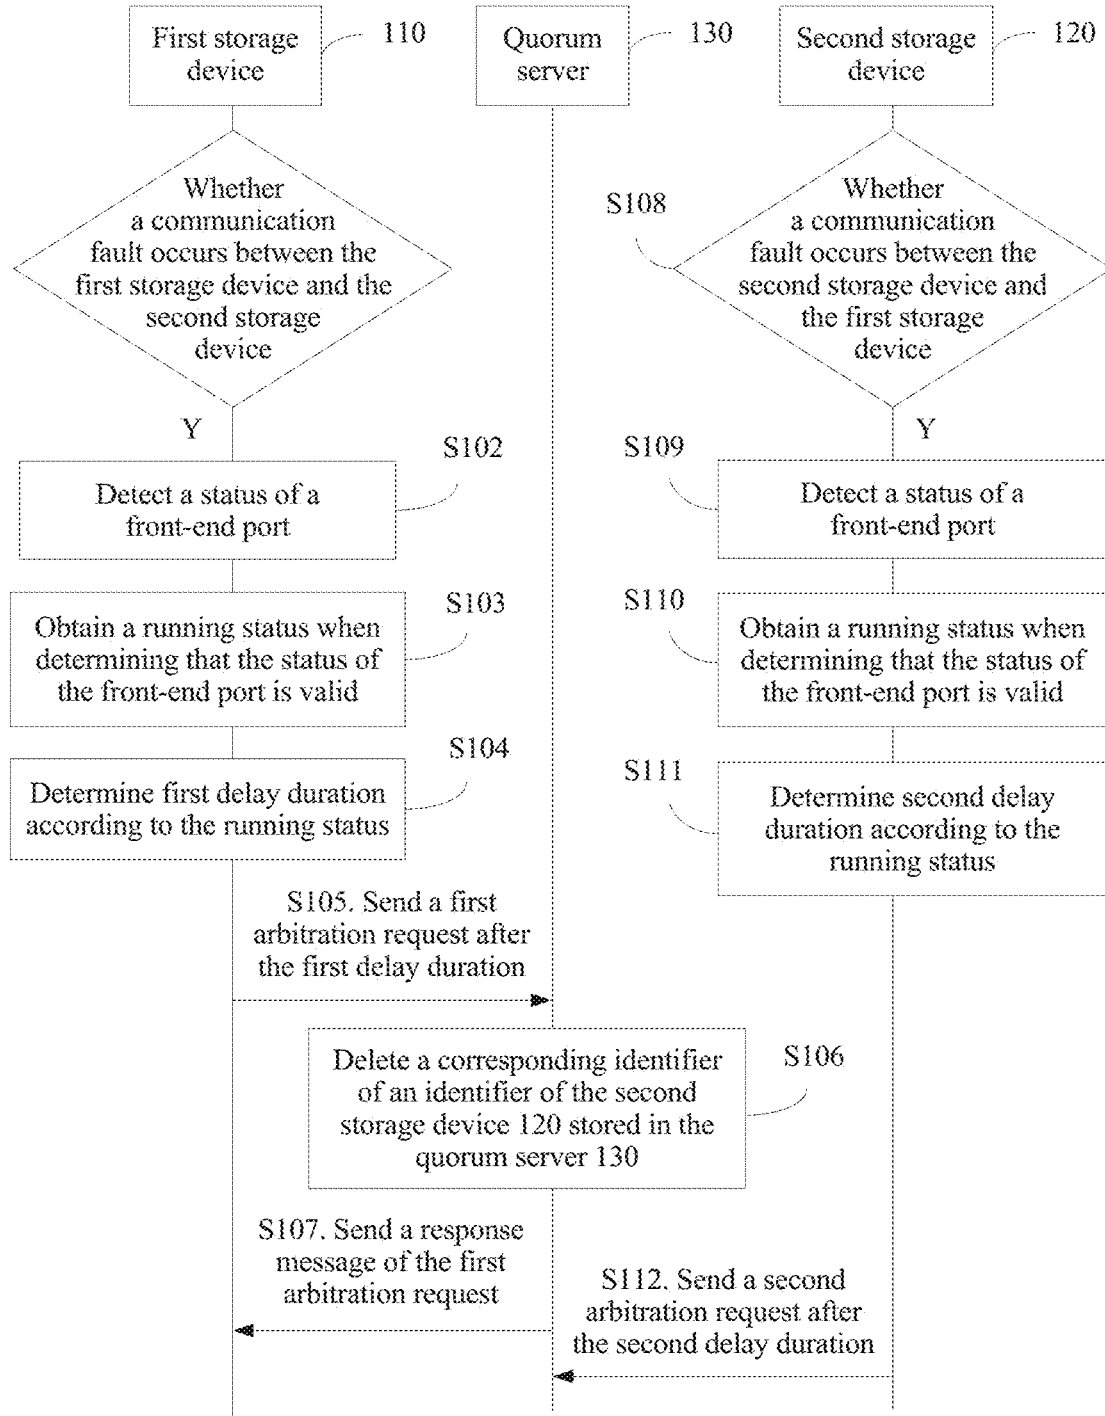 First storage
device
110
Quorum
server
130
Second storage
device
120
Whether
a communication
fault occurs between the
first storage device and the
second storage
device
S108
Whether
a communication
fault occurs between the
second storage device and
the first storage
device
Y
Y
S102
Detect a status of a
front-end port
S109
Detect a status of a
front-end port
S103
Obtain a running status when
determining that the status of
the front-end port is valid
S110
Obtain a running status when
determining that the status of
the front-end port is valid
S104
Determine first delay duration
according to the running status
S111
Determine second delay
duration according to the
running status
S105. Send a first
arbitration request after
the first delay duration
Delete a corresponding identifier
of an identifier of the second
storage device 120 stored in the
quorum server 130
S106
S107. Send a response
message of the first
arbitration request
S112. Send a second
arbitration request after
the second delay duration